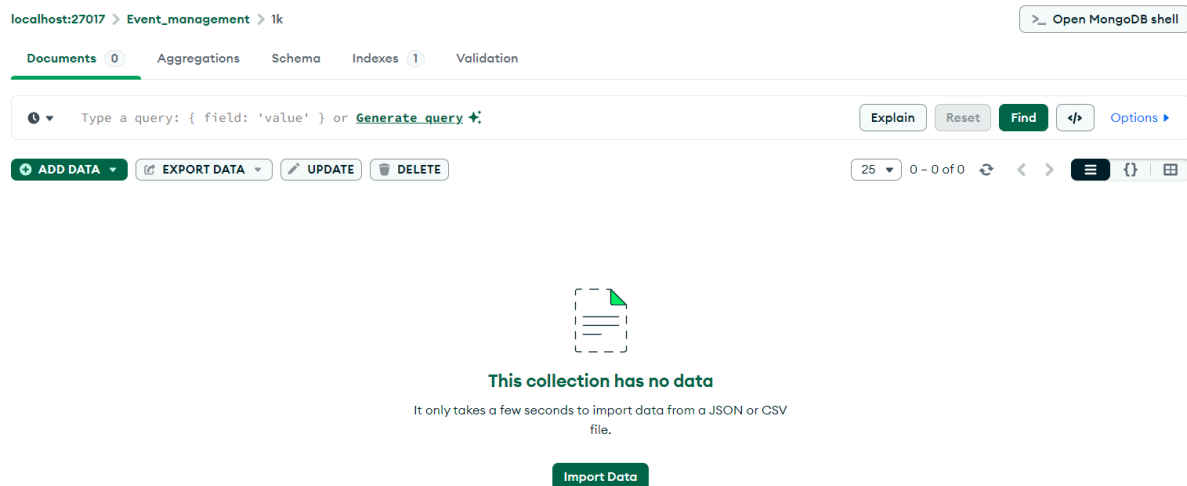 localhost:27017 > Event_management > 1k
>_ Open MongoDB shell
Documents 0 Aggregations Schema Indexes 1 Validation
Type a query: { field: 'value' } or Generate query
Explain Reset Find </> Options
ADD DATA EXPORT DATA UPDATE DELETE
25 0 – 0 of 0 {}
This collection has no data
It only takes a few seconds to import data from a JSON or CSV
file.
Import Data